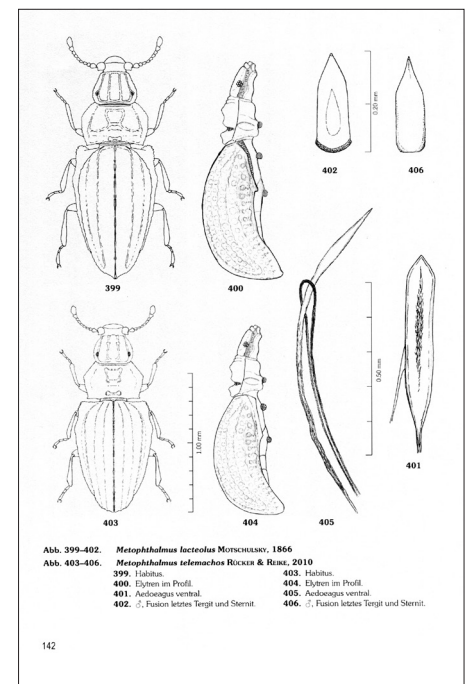 402
0.20 mm
406
399
400
0.50 mm
401
1.00 mm
403
404
405
Abb. 399–402. Metophthalmus lacteolus MOTSCHULSKY, 1866
Abb. 403–406. Metophthalmus telemachos RÜCKER & REIKE, 2010
399. Habitus.
400. Elytren im Profil.
401. Aedoeagus ventral.
402. ♂, Fusion letztes Tergit und Sternit.
403. Habitus.
404. Elytren im Profil.
405. Aedoeagus ventral.
406. ♂, Fusion letztes Tergit und Sternit.
142